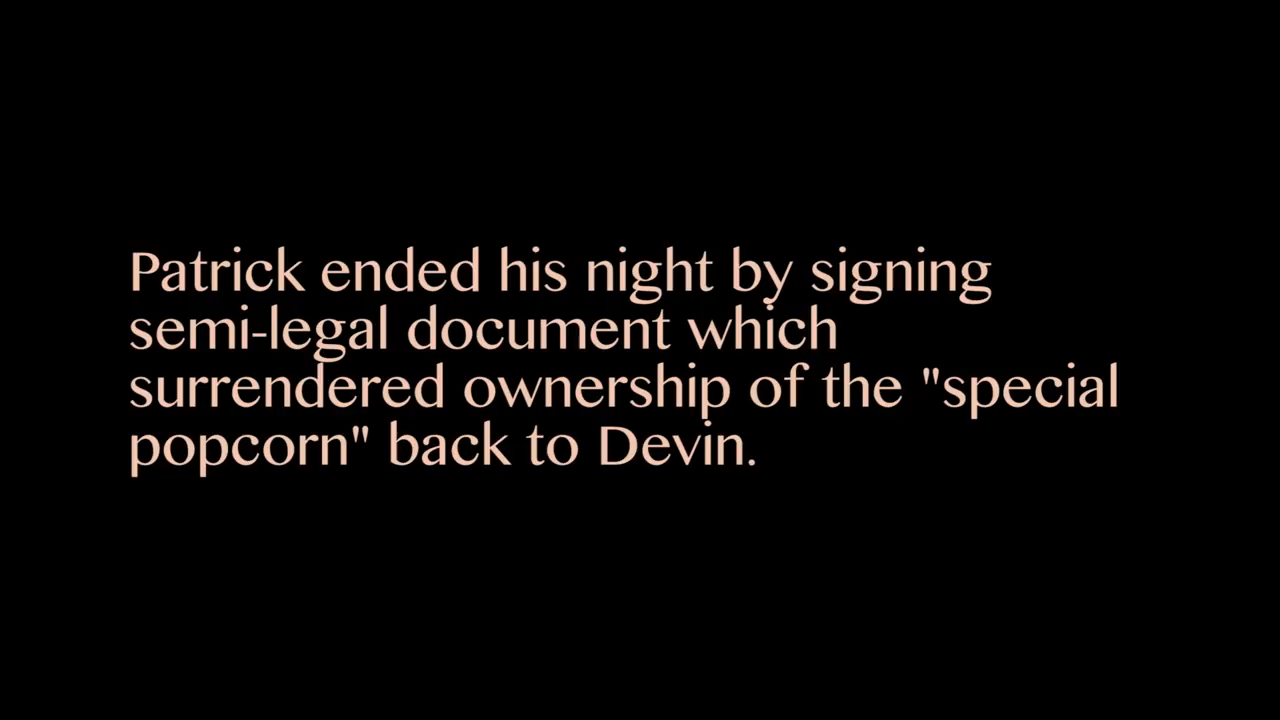 Patrick ended his night by signing
semi-legal document which
surrendered ownership of the "special
popcorn" back to Devin.